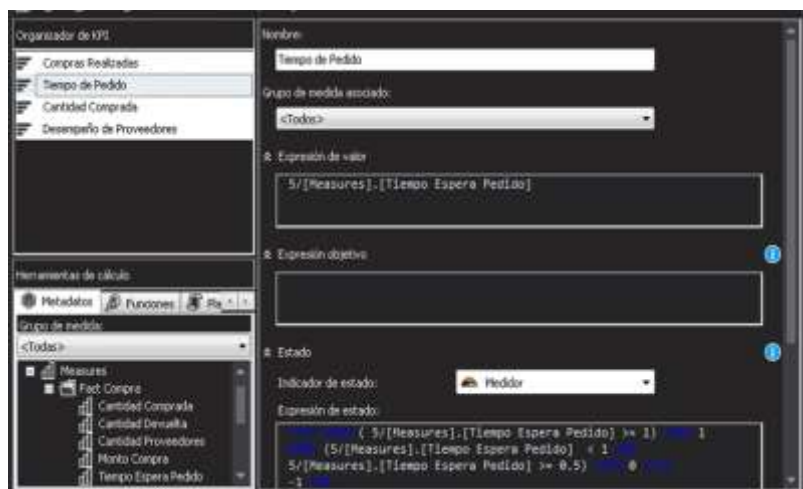 Organizador de KPI
Compras Realizadas
Tiempo de Pedido
Cantidad Comprada
Desempeño de Proveedores
Herramientas de cálculo
Metadatos
Funciones
Grupo de medida:
<Todas>
Measures
Fact Compra
Cantidad Comprada
Cantidad Devuelta
Cantidad Proveedores
Monto Compra
Tiempo Espera Pedido
Nombre:
Tiempo de Pedido
Grupo de medida asociado:
<Todos>
Expresión de valor
5/[Measures].[Tiempo Espera Pedido]
Expresión objetivo
Estado
Indicador de estado:
Medidor
Expresión de estado:
( 5/[Measures].[Tiempo Espera Pedido] >= 1) 1
(5/[Measures].[Tiempo Espera Pedido] < 1
5/[Measures].[Tiempo Espera Pedido] >= 0.5) 0
-1